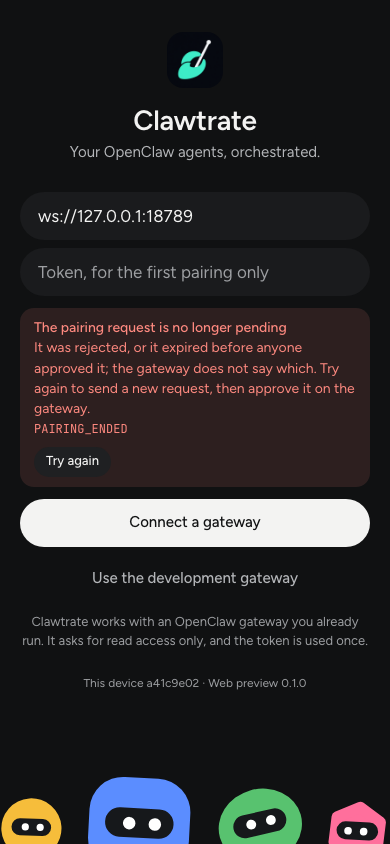 Clawtrate
Your OpenClaw agents, orchestrated.
ws://127.0.0.1:18789
Token, for the first pairing only
The pairing request is no longer pending
It was rejected, or it expired before anyone
approved it; the gateway does not say which. Try
again to send a new request, then approve it on the
gateway.
PAIRING_ENDED
Try again
Connect a gateway
Use the development gateway
Clawtrate works with an OpenClaw gateway you already
run. It asks for read access only, and the token is used once.
This device a41c9e02 · Web preview 0.1.0